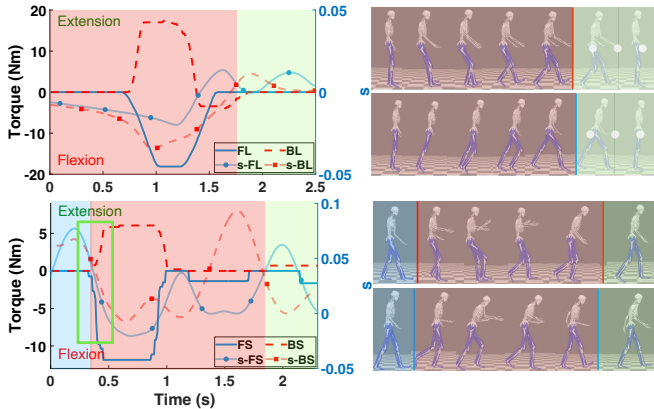 20
10
0
-10
-20
Torque (Nm)
Extension
Flexion
0.05
0
-0.05
s
FL
BL
s-FL
s-BL
0
0.5
1
1.5
2
2.5
5
0
-5
-10
Torque (Nm)
Extension
Flexion
0.1
0.05
0
-0.05
s
FS
BS
s-FS
s-BS
0
0.5
1
1.5
2
Time (s)